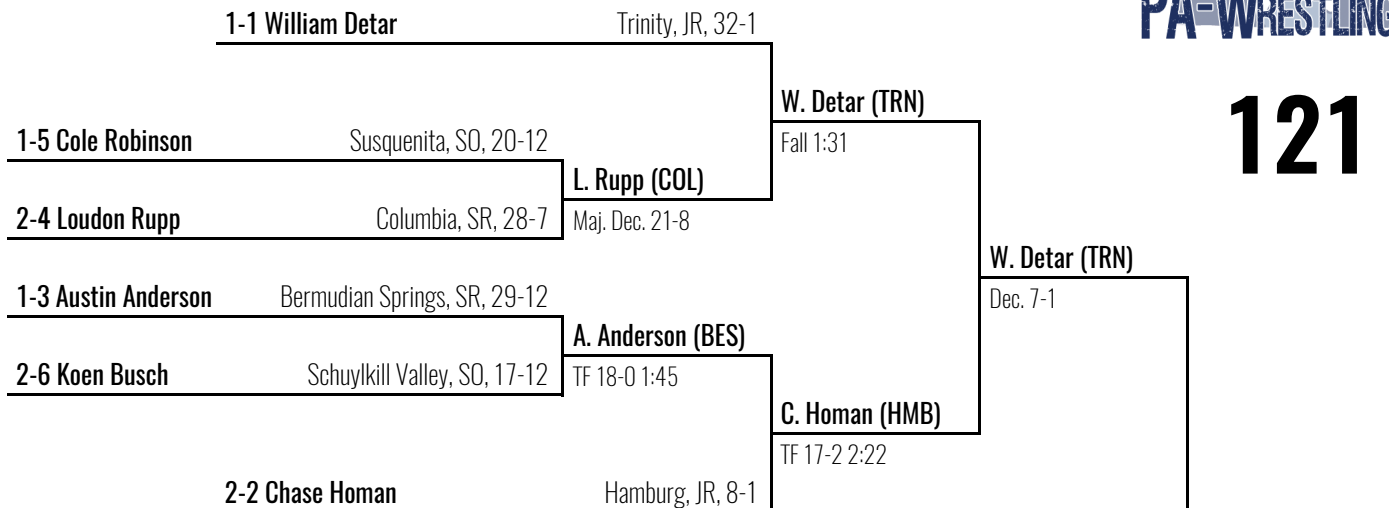 PA-WRESTLING
1-1 William Detar Trinity, JR, 32-1
121
W. Detar (TRN)
1-5 Cole Robinson Susquenita, SO, 20-12
Fall 1:31
L. Rupp (COL)
2-4 Loudon Rupp Columbia, SR, 28-7
Maj. Dec. 21-8
W. Detar (TRN)
1-3 Austin Anderson Bermudian Springs, SR, 29-12
Dec. 7-1
A. Anderson (BES)
2-6 Koen Busch Schuylkill Valley, SO, 17-12
TF 18-0 1:45
C. Homan (HMB)
TF 17-2 2:22
2-2 Chase Homan Hamburg, JR, 8-1